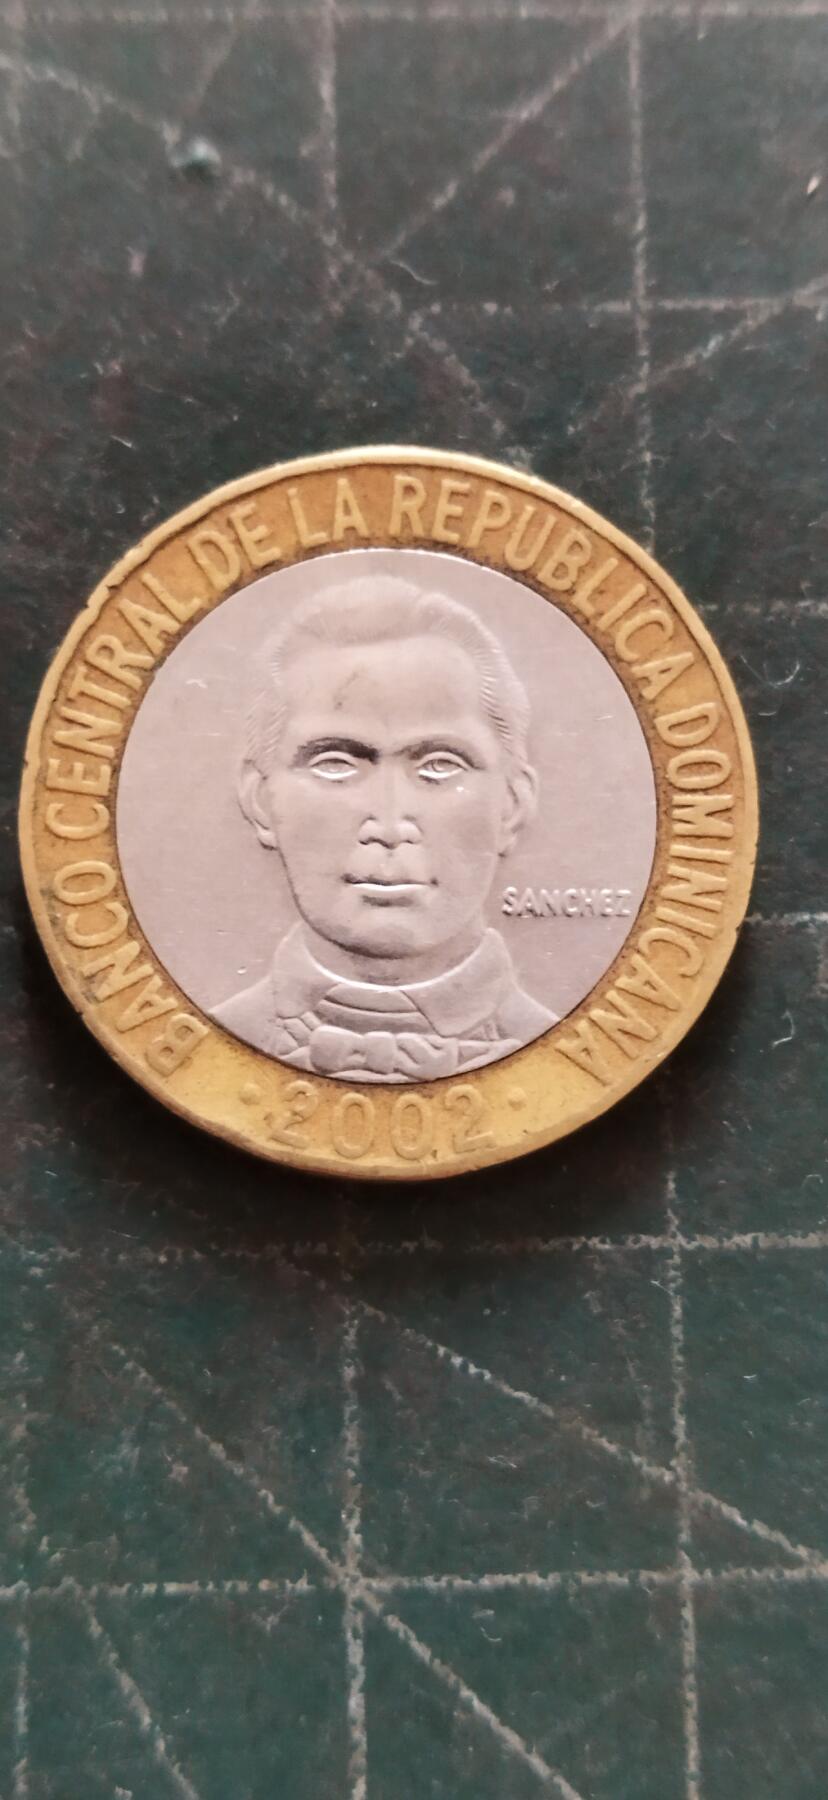 BANCO CENTRAL DE LA REPUBLICA DOMINICANA
SANCHEZ
· 2002 ·